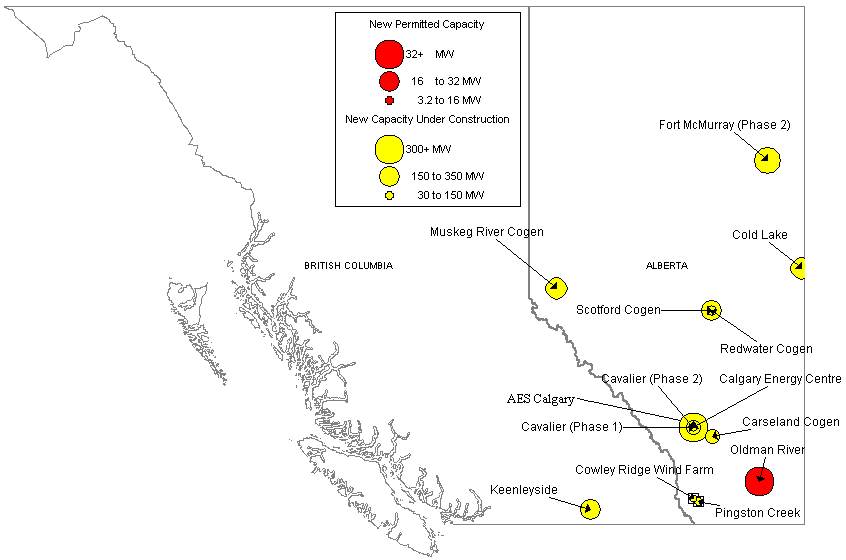 New Permitted Capacity
32+ MW
16 to 32 MW
3.2 to 16 MW
New Capacity Under Construction
300+ MW
150 to 350 MW
30 to 150 MW
Fort McMurray (Phase 2)
Muskeg River Cogen
Cold Lake
BRITISH COLUMBIA
ALBERTA
Scotford Cogen
Redwater Cogen
Cavalier (Phase 2)
Calgary Energy Centre
AES Calgary
Cavalier (Phase 1)
Carseland Cogen
Oldman River
Cowley Ridge Wind Farm
Keenleyside
Pingston Creek